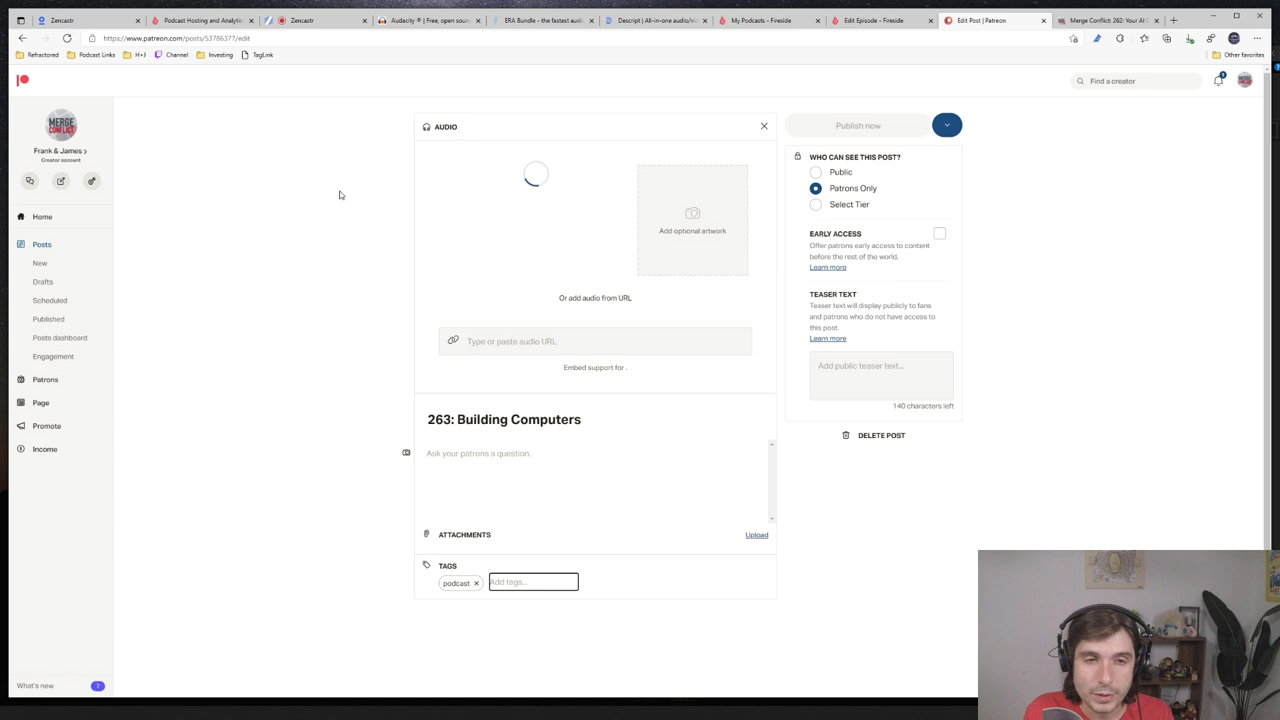 Zencastr
Podcast Hosting and Analytics
Zencastr
Audacity ® | Free, open sourc
ERA Bundle - the fastest audio
Descript | All-in-one audio/vi
My Podcasts – Fireside
Edit Episode – Fireside
Edit Post | Patreon
Merge Conflict: 262: Your AI
https://www.patreon.com/posts/53786377/edit
Refractored
Podcast Links
H+J
Channel
Investing
TagLink
Other favorites
Find a creator
1
MERGE CONFLICT
Frank & James >
Creator account
Home
Posts
New
Drafts
Scheduled
Published
Posts dashboard
Engagement
Patrons
Page
Promote
Income
What's new
7
AUDIO
Add optional artwork
Or add audio from URL
Type or paste audio URL
Embed support for .
263: Building Computers
Ask your patrons a question.
ATTACHMENTS
Upload
TAGS
podcast ×
Add tags...
Publish now
WHO CAN SEE THIS POST?
Public
Patrons Only
Select Tier
EARLY ACCESS
Offer patrons early access to content
before the rest of the world.
Learn more
TEASER TEXT
Teaser text will display publicly to fans
and patrons who do not have access to
this post.
Learn more
Add public teaser text...
140 characters left
DELETE POST